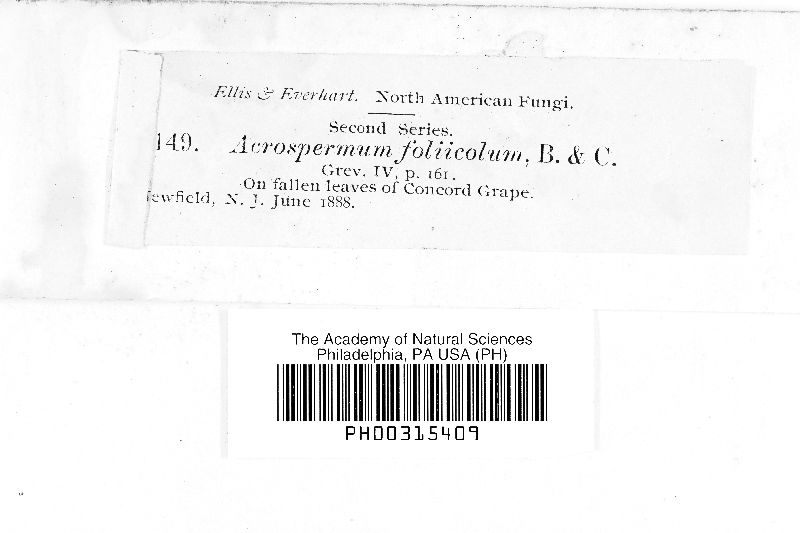 Ellis & Everhart. North American Fungi.
Second Series.
149. Acrospermum foliicolum, B. & C.
Grev. IV, p. 161.
On fallen leaves of Concord Grape.
ewfield, N. J. June 1888.
The Academy of Natural Sciences
Philadelphia, PA USA (PH)
PH00315409